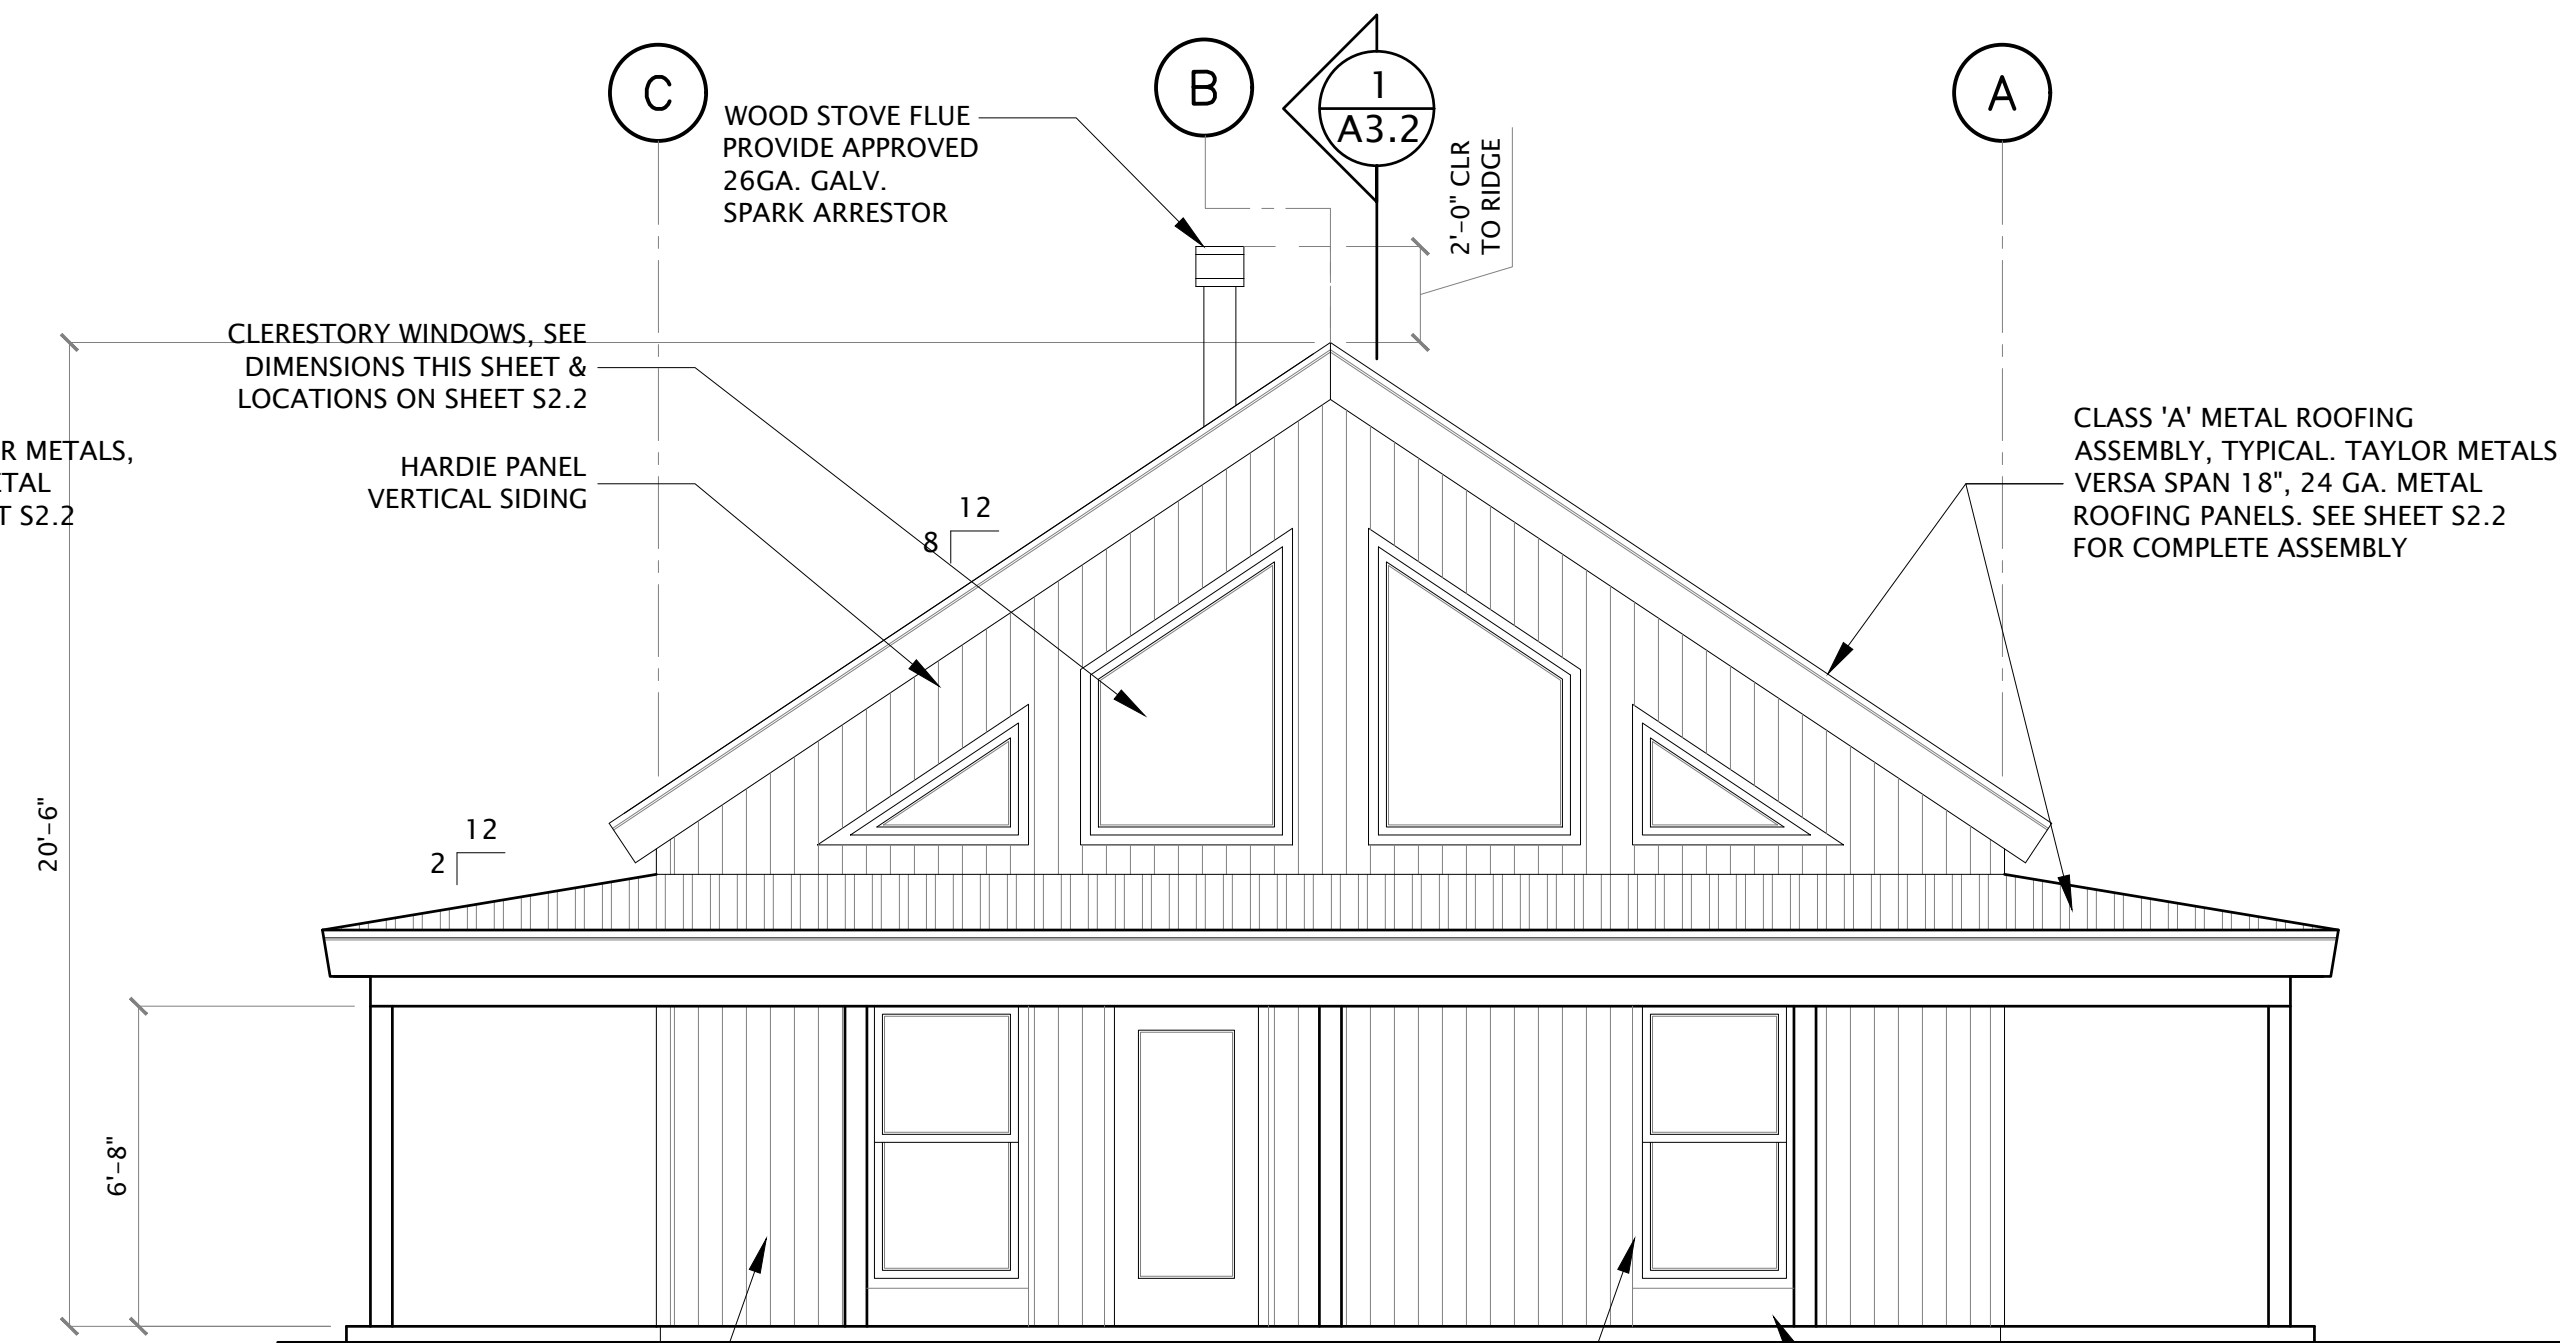 C
B
1
A3.2
A
WOOD STOVE FLUE
PROVIDE APPROVED
26GA. GALV.
SPARK ARRESTOR
2'-0" CLR
TO RIDGE
CLERESTORY WINDOWS, SEE
DIMENSIONS THIS SHEET &
LOCATIONS ON SHEET S2.2
HARDIE PANEL
VERTICAL SIDING
R METALS,
ETAL
T S2.2
CLASS 'A' METAL ROOFING
ASSEMBLY, TYPICAL. TAYLOR METALS
VERSA SPAN 18", 24 GA. METAL
ROOFING PANELS. SEE SHEET S2.2
FOR COMPLETE ASSEMBLY
12
8
12
2
20'-6"
6'-8"